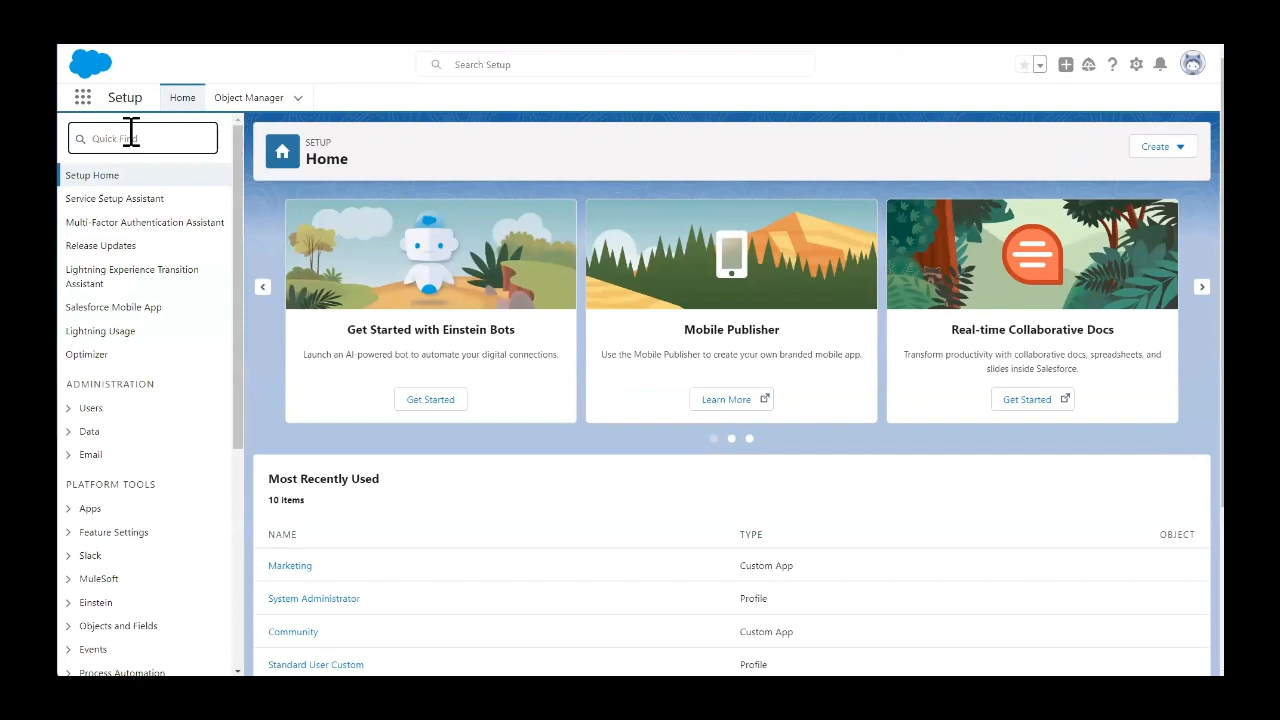 Search Setup
Setup
Home
Object Manager
Quick Find
Setup Home
Service Setup Assistant
Multi-Factor Authentication Assistant
Release Updates
Lightning Experience Transition
Assistant
Salesforce Mobile App
Lightning Usage
Optimizer
ADMINISTRATION
Users
Data
Email
PLATFORM TOOLS
Apps
Feature Settings
Slack
MuleSoft
Einstein
Objects and Fields
Events
Process Automation
SETUP
Home
Create
Get Started with Einstein Bots
Launch an AI-powered bot to automate your digital connections.
Get Started
Mobile Publisher
Use the Mobile Publisher to create your own branded mobile app.
Learn More
Real-time Collaborative Docs
Transform productivity with collaborative docs, spreadsheets, and
slides inside Salesforce.
Get Started
Most Recently Used
10 items
NAME TYPE OBJECT
Marketing Custom App
System Administrator Profile
Community Custom App
Standard User Custom Profile